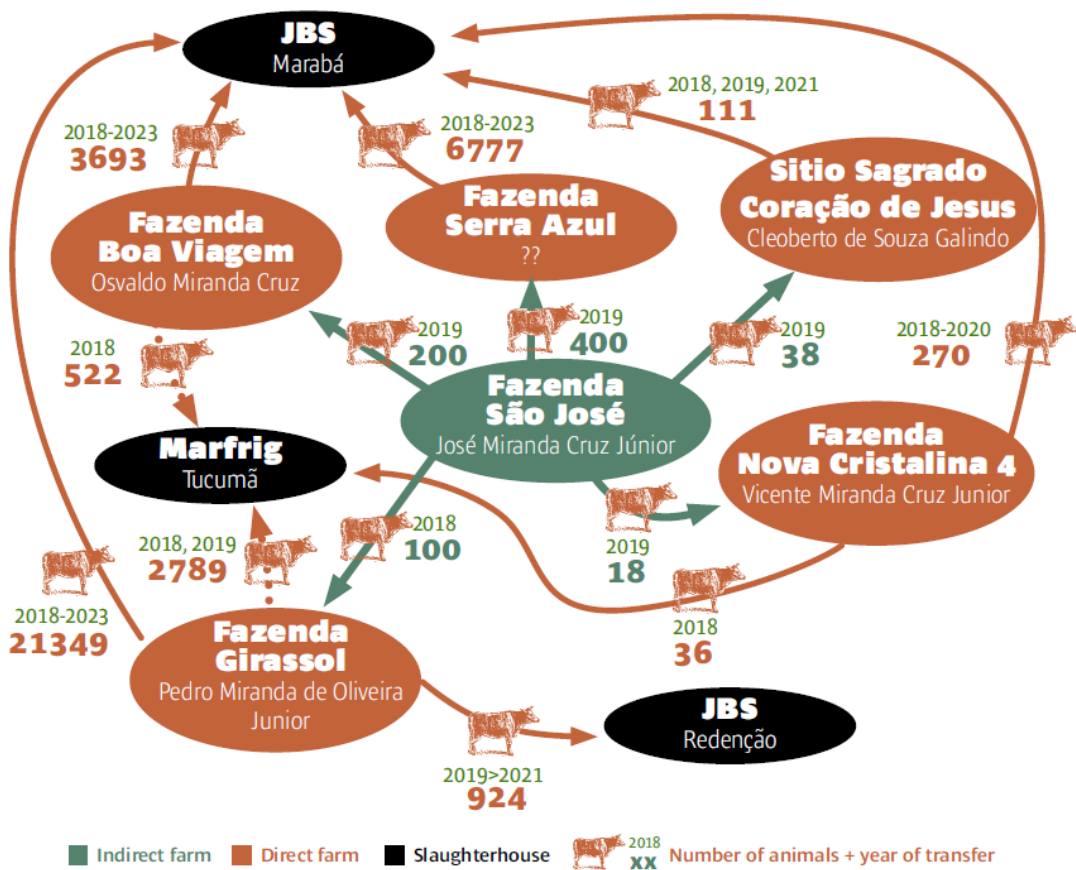 JBS
Marabá
2018, 2019, 2021
111
2018-2023
3693
2018-2023
6777
Fazenda
Boa Viagem
Osvaldo Miranda Cruz
Fazenda
Serra Azul
??
Sitio Sagrado
Coração de Jesus
Cleoberto de Souza Galindo
2018
522
2019
200
2019
400
2019
38
2018-2020
270
Fazenda
São José
José Miranda Cruz Júnior
Marfrig
Tucumã
Fazenda
Nova Cristalina 4
Vicente Miranda Cruz Junior
2018, 2019
2789
2018
100
2019
18
2018-2023
21349
2018
36
Fazenda
Girassol
Pedro Miranda de Oliveira
Junior
JBS
Redenção
2019>2021
924
Indirect farm
Direct farm
Slaughterhouse
2018
xx
Number of animals + year of transfer